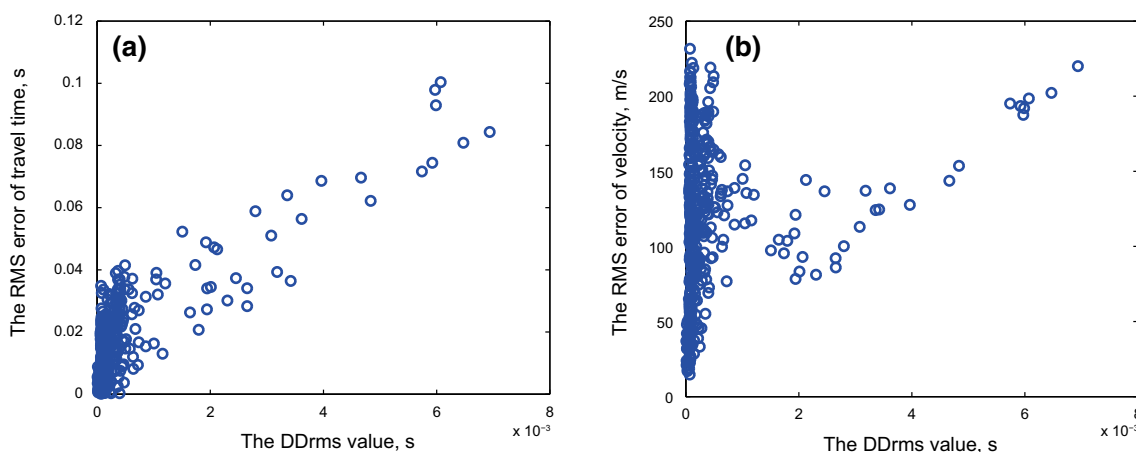 (a)
The RMS error of travel time, s
0.12
0.1
0.08
0.06
0.04
0.02
0
0 2 4 6 8
x 10⁻³
The DDrms value, s
(b)
The RMS error of velocity, m/s
250
200
150
100
50
0
0 2 4 6 8
x 10⁻³
The DDrms value, s